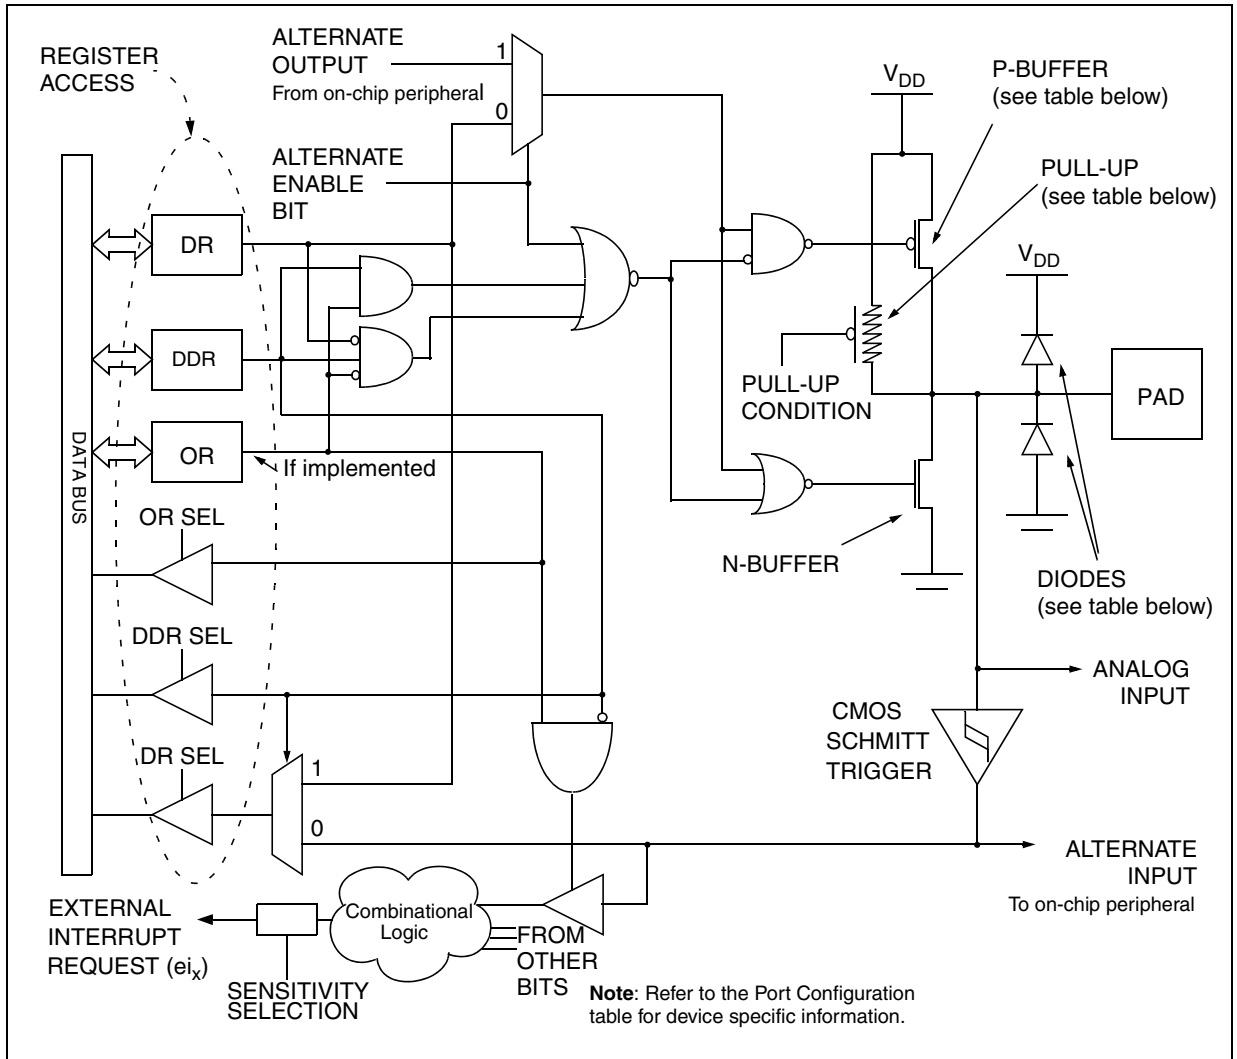 REGISTER
ACCESS
ALTERNATE
OUTPUT
From on-chip peripheral
1
0
ALTERNATE
ENABLE
BIT
VDD
P-BUFFER
(see table below)
PULL-UP
(see table below)
DR
DDR
OR
If implemented
DATA BUS
PULL-UP
CONDITION
VDD
PAD
N-BUFFER
DIODES
(see table below)
OR SEL
DDR SEL
DR SEL
1
0
ANALOG
INPUT
CMOS
SCHMITT
TRIGGER
ALTERNATE
INPUT
To on-chip peripheral
EXTERNAL
INTERRUPT
REQUEST (eix)
Combinational
Logic
SENSITIVITY
SELECTION
FROM
OTHER
BITS
Note: Refer to the Port Configuration
table for device specific information.